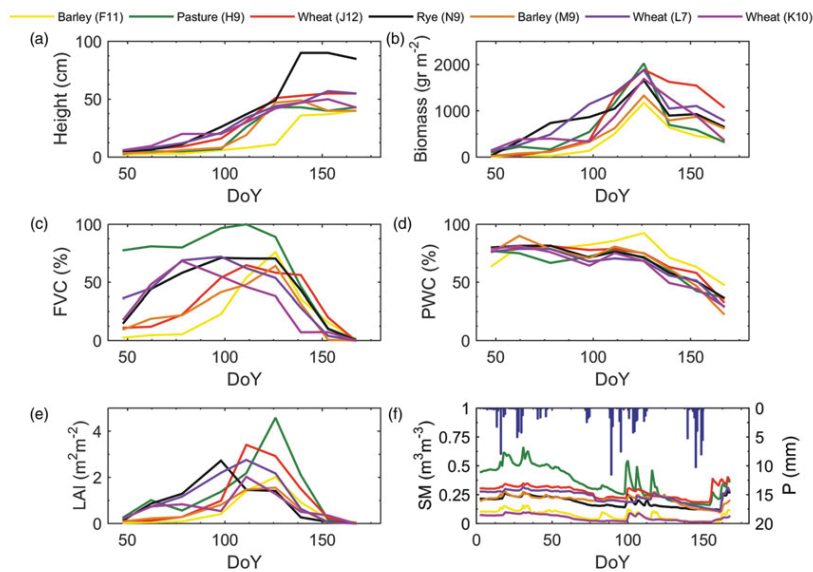 Barley (F11) Pasture (H9) Wheat (J12) Rye (N9) Barley (M9) Wheat (L7) Wheat (K10)
(a)
100
50
0
Height (cm)
50 100 150
DoY
(b)
2000
1000
0
Biomass (gr m-2)
50 100 150
DoY
(c)
100
50
0
FVC (%)
50 100 150
DoY
(d)
100
50
0
PWC (%)
50 100 150
DoY
(e)
4
2
0
LAI (m2m-2)
50 100 150
DoY
(f)
1
0.75
0.5
0.25
0
SM (m3m-3)
0
5
10
15
20
P (mm)
0 50 100 150
DoY